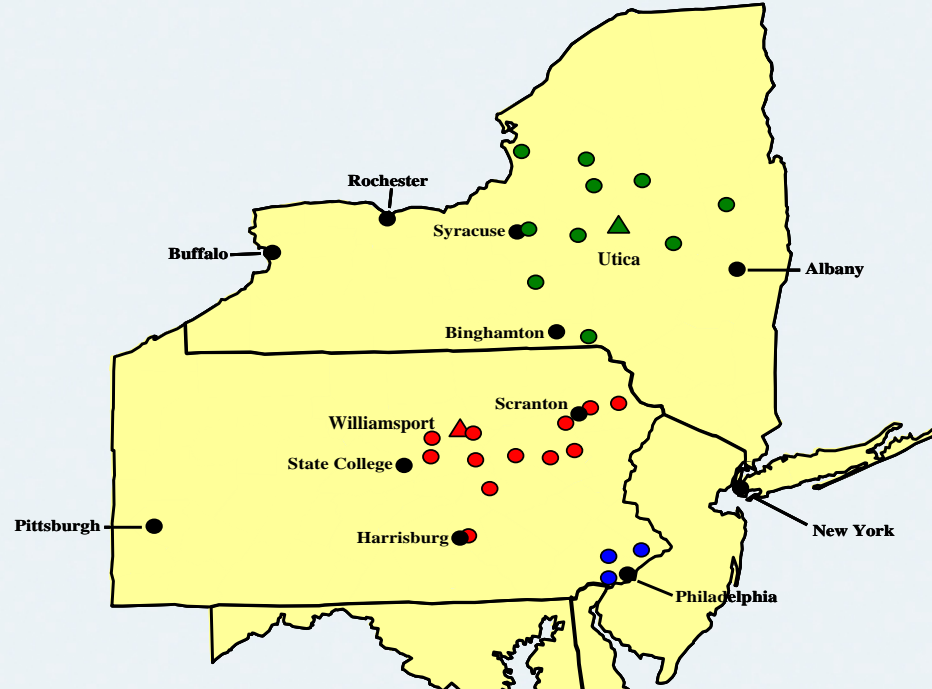 Rochester
Syracuse
Buffalo
Utica
Albany
Binghamton
Scranton
Williamsport
State College
Pittsburgh
Harrisburg
New York
Philadelphia